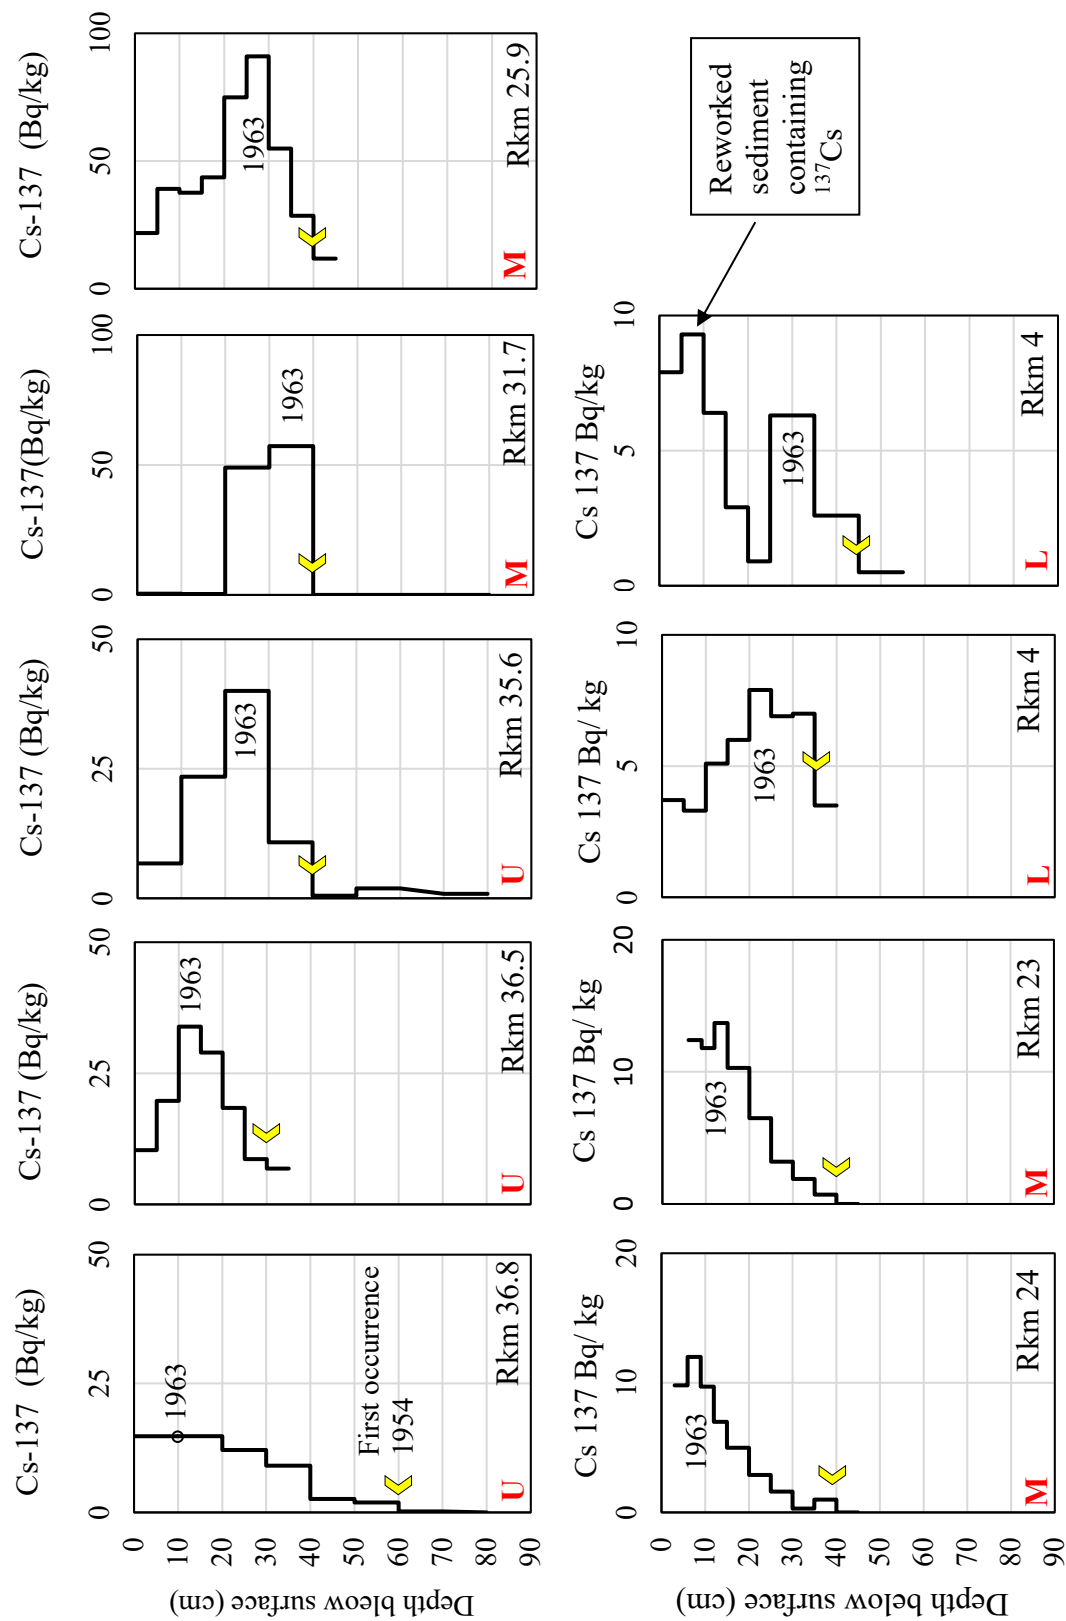 Cs-137 (Bq/kg)
0 25 50
Depth bleow surface (cm)
0
10
20
30
40
50
60
70
80
90
1963
First occurrence
1954
U
Rkm 36.8
Cs-137 (Bq/kg)
0 25 50
1963
U
Rkm 36.5
Cs-137 (Bq/kg)
0 25 50
1963
U
Rkm 35.6
Cs-137(Bq/kg)
0 50 100
1963
M
Rkm 31.7
Cs-137 (Bq/kg)
0 50 100
1963
M
Rkm 25.9
Cs 137 Bq/ kg
0 10 20
Depth below surface (cm)
0
10
20
30
40
50
60
70
80
90
1963
M
Rkm 24
Cs 137 Bq/ kg
0 10 20
1963
M
Rkm 23
Cs 137 Bq/ kg
0 5 10
1963
L
Rkm 4
Cs 137 Bq/kg
0 5 10
1963
L
Rkm 4
Reworked
sediment
containing
¹³⁷Cs